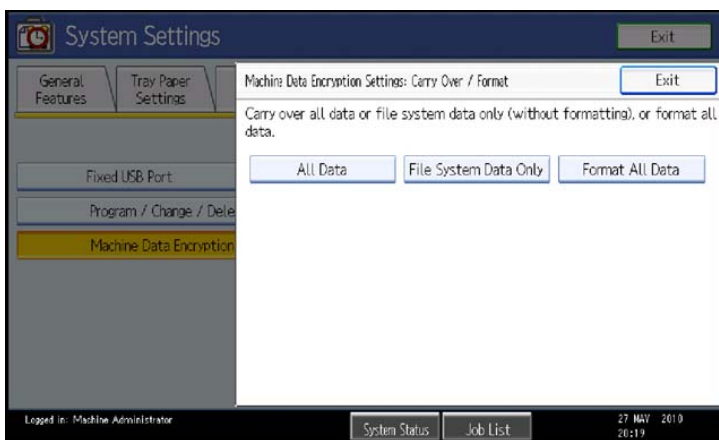 System Settings
Exit
General
Features
Tray Paper
Settings
Machine Data Encryption Settings: Carry Over / Format
Exit
Carry over all data or file system data only (without formatting), or format all
data.
All Data
File System Data Only
Format All Data
Fixed USB Port
Program / Change / Dele
Machine Data Encryption
Logged in: Machine Administrator
System Status
Job List
27 MAY 2010
20:19